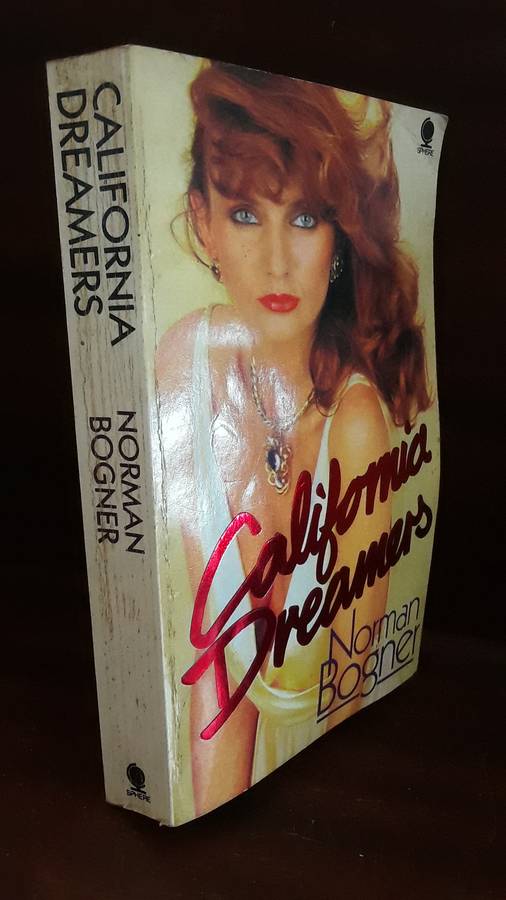 CALIFORNIA
DREAMERS
NORMAN
BOGNER
SPHERE
SPHERE
California
Dreamers
Norman
Bogner